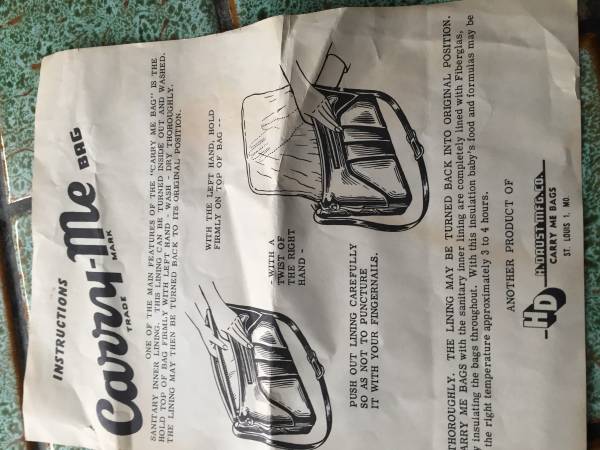 INSTRUCTIONS
Carry-Me BAG
TRADE MARK
ONE OF THE MAIN FEATURES OF THE "CARRY ME BAG" IS THE
SANITARY INNER LINING. THIS LINING CAN BE TURNED INSIDE OUT AND WASHED.
HOLD TOP OF BAG FIRMLY WITH LEFT HAND - WASH - DRY THOROUGHLY.
THE LINING MAY THEN BE TURNED BACK TO ITS ORIGINAL POSITION.
WITH THE LEFT HAND, HOLD
FIRMLY ON TOP OF BAG --
- WITH A
TWIST OF
THE RIGHT
HAND -
PUSH OUT LINING CAREFULLY
SO AS NOT TO PUNCTURE
IT WITH YOUR FINGERNAILS.
THOROUGHLY. THE LINING MAY BE TURNED BACK INTO ORIGINAL POSITION.
ARRY ME BAGS with the sanitary inner lining are completely lined with Fiberglas,
y insulating the bags throughout. With this insulation baby's food and formulas may be
the right temperature approximately 3 to 4 hours.
ANOTHER PRODUCT OF
HD
H. DRUST MFG. CO.
CARRY ME BAGS
ST. LOUIS 1, MO.